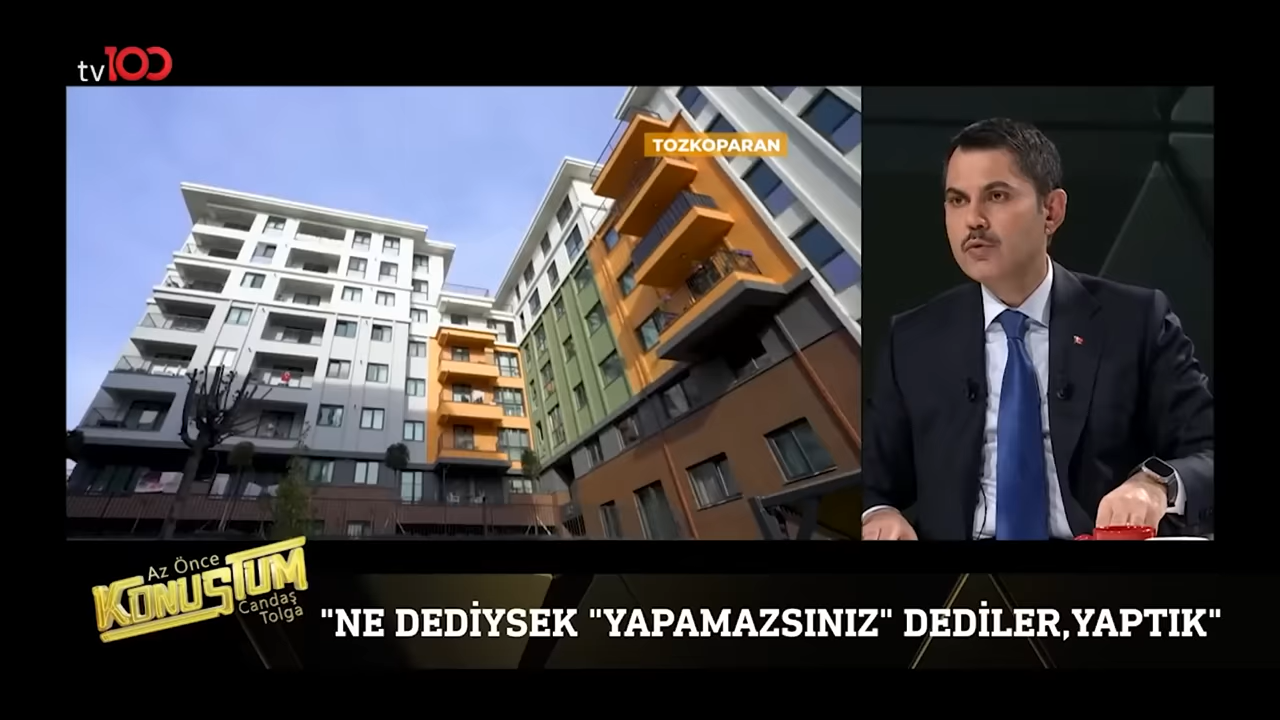 tv100
TOZKOPARAN
Az Önce
KONUŞTUM
Candaş
Tolga
"NE DEDİYSEK "YAPAMAZSINIZ" DEDİLER,YAPTIK"